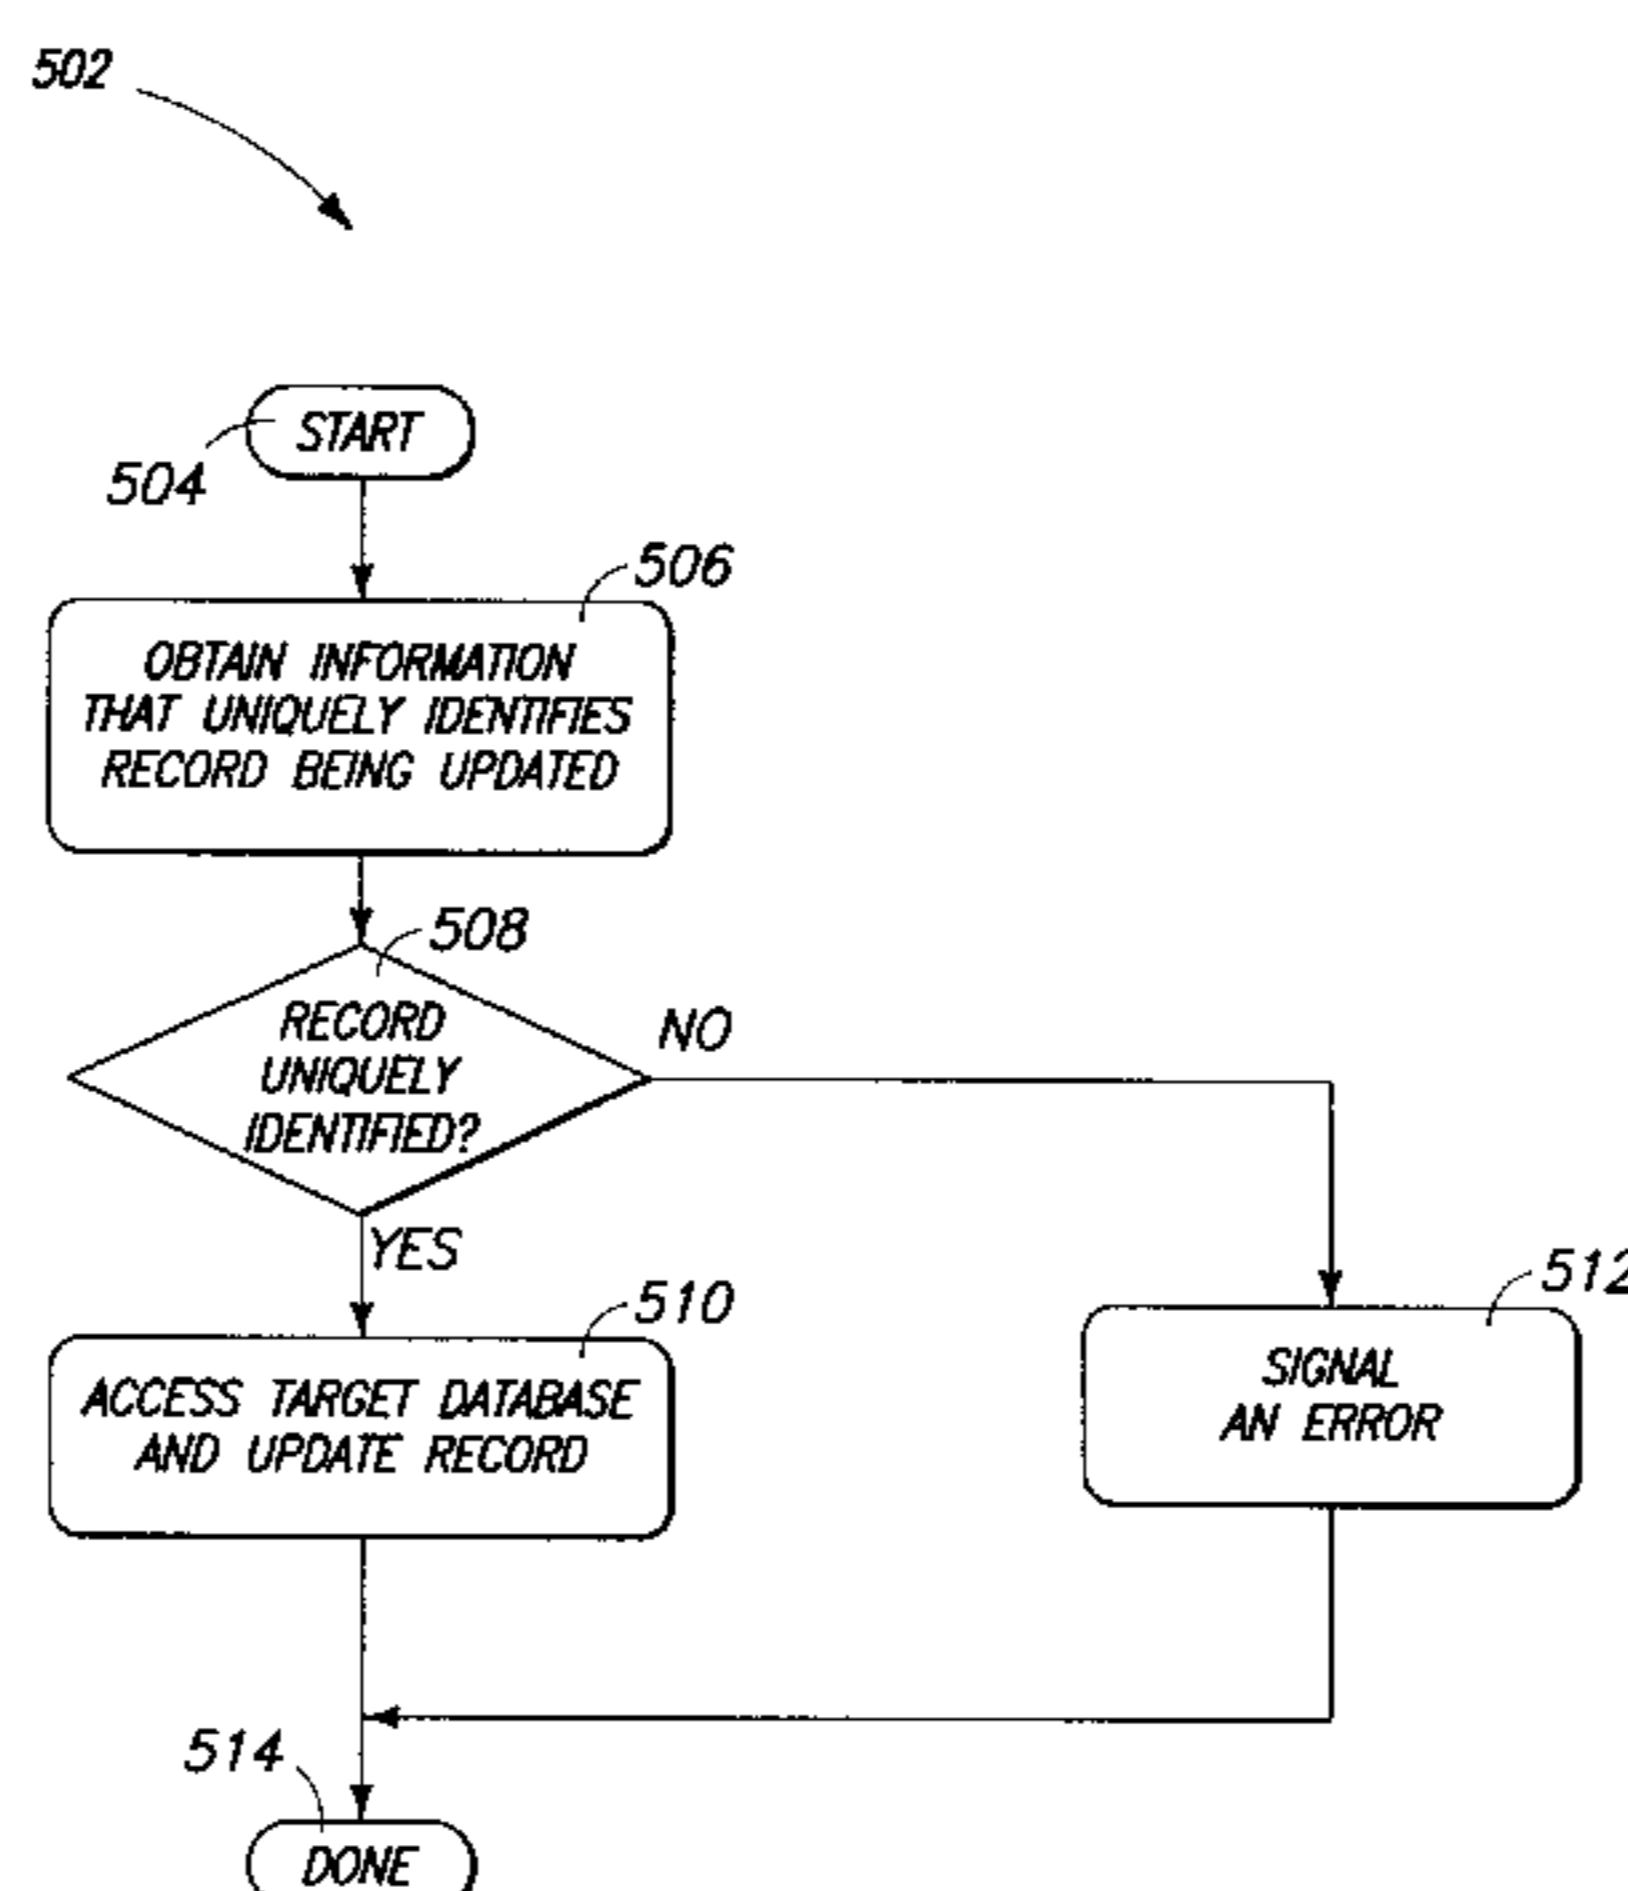 502
START
504
506
OBTAIN INFORMATION
THAT UNIQUELY IDENTIFIES
RECORD BEING UPDATED
508
RECORD
UNIQUELY
IDENTIFIED?
NO
YES
510
ACCESS TARGET DATABASE
AND UPDATE RECORD
512
SIGNAL
AN ERROR
514
DONE